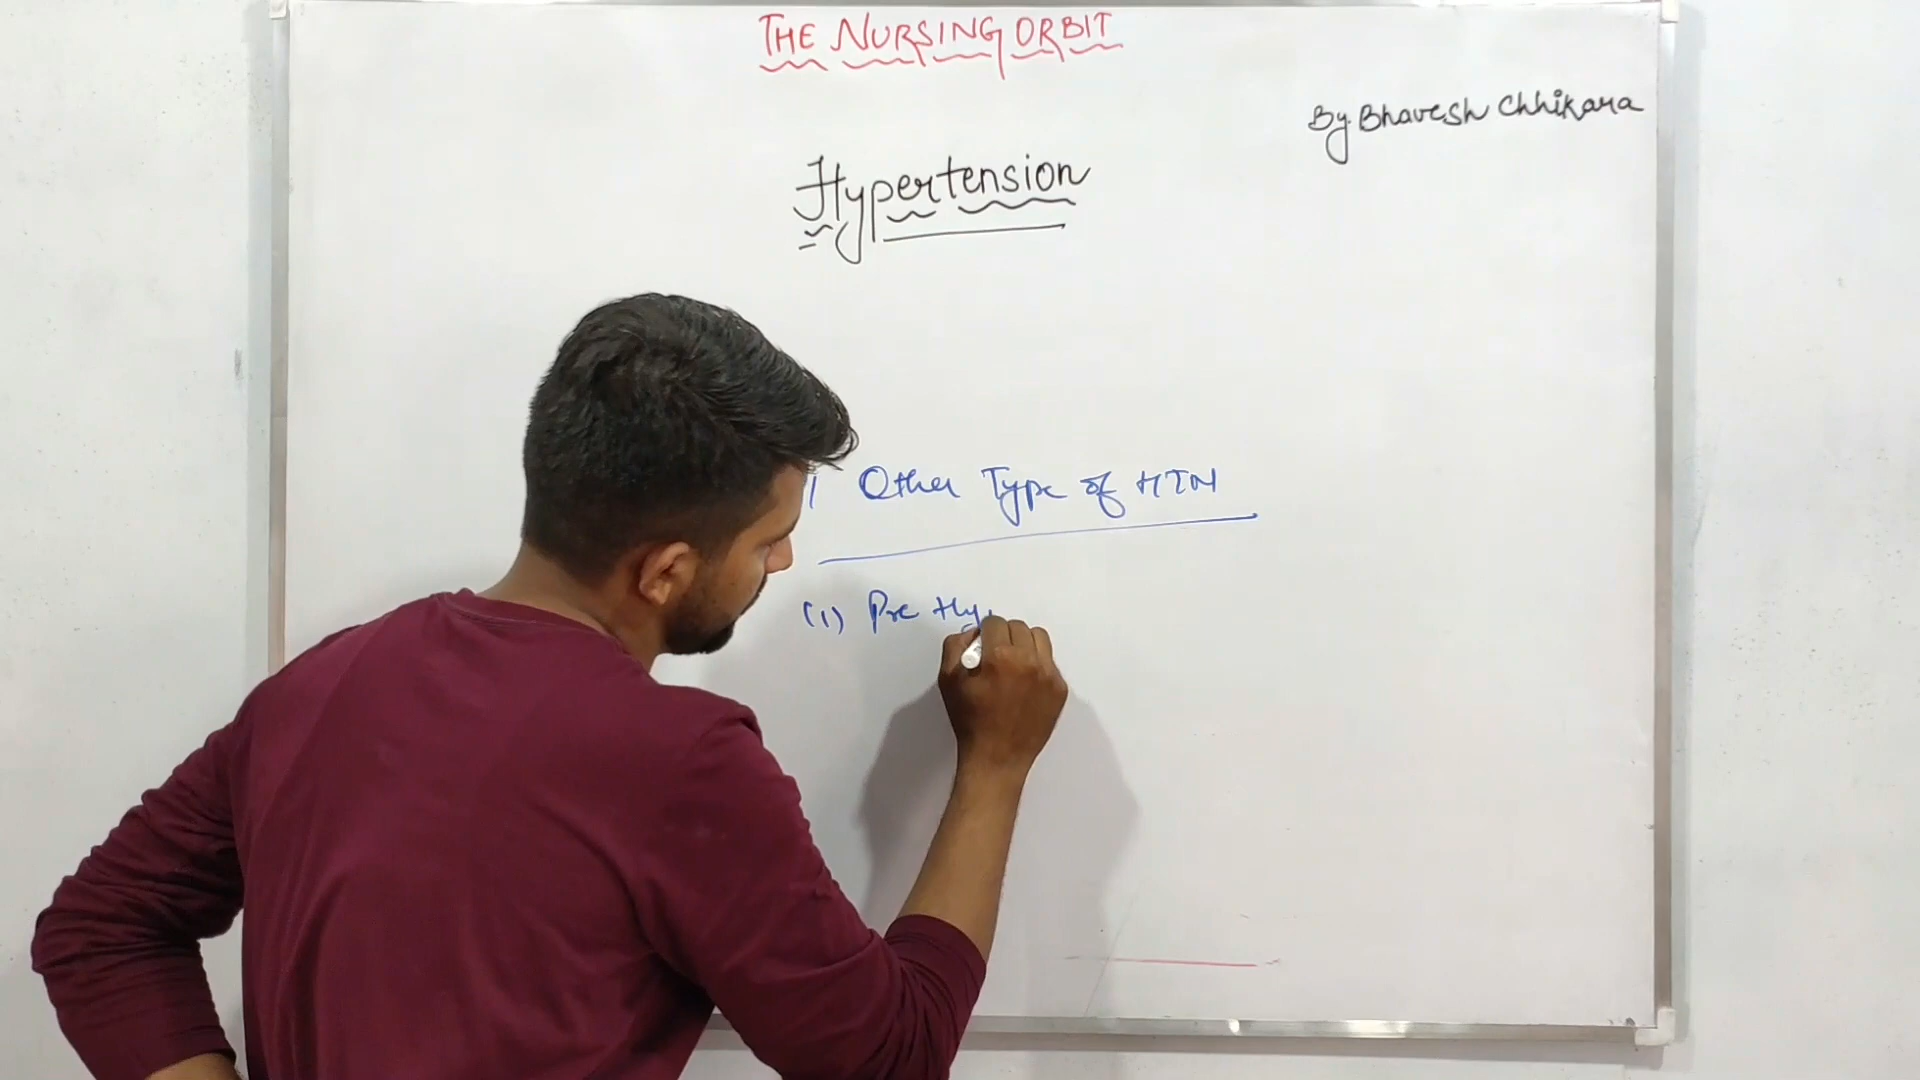 THE NURSING ORBIT
By. Bhavesh Chhikara
Hypertension
Other Type of HTN
(1) Pre Hy